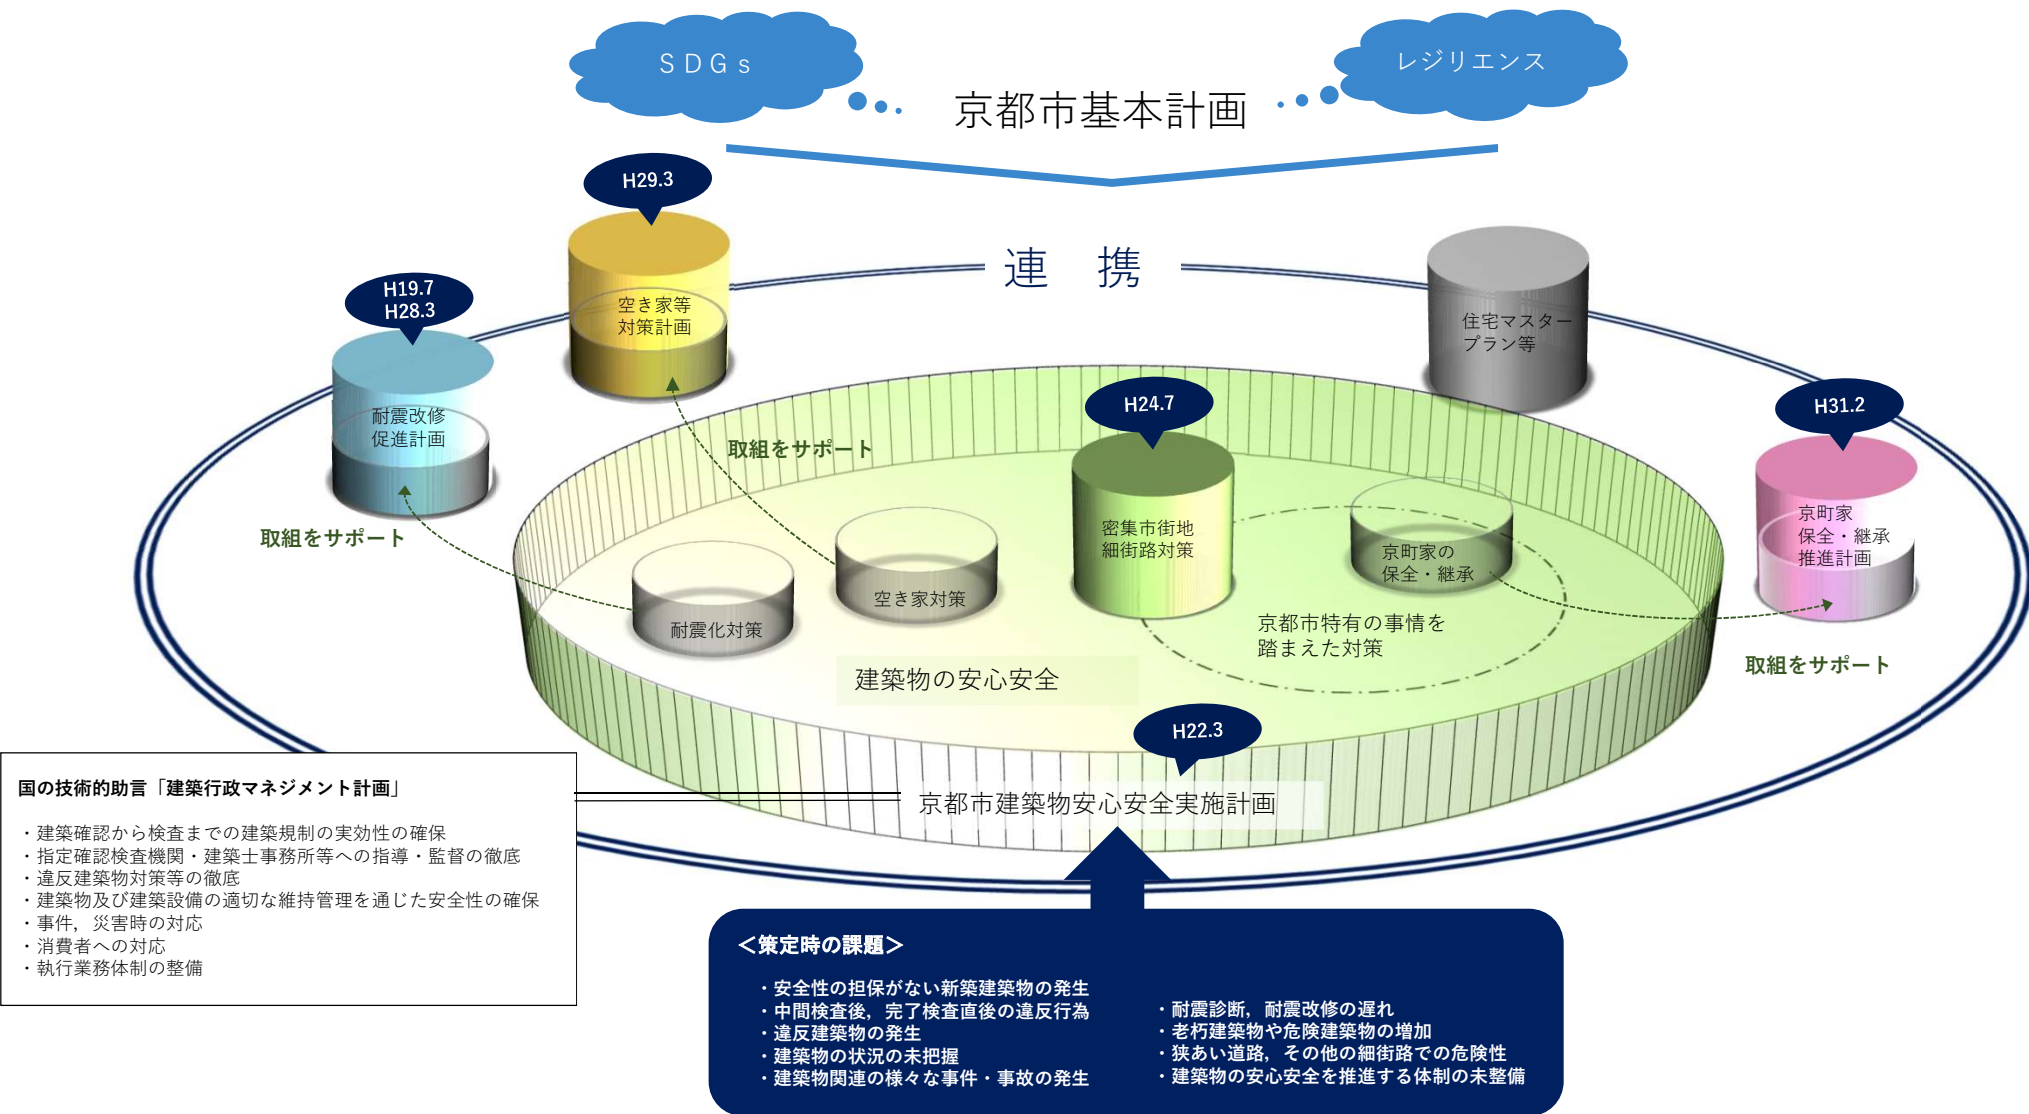 ＳＤＧｓ
レジリエンス
京都市基本計画
H29.3
連　携
H19.7
H28.3
空き家等
対策計画
住宅マスター
プラン等
H24.7
H31.2
耐震改修
促進計画
取組をサポート
密集市街地
細街路対策
京町家
保全・継承
推進計画
取組をサポート
京町家の
保全・継承
空き家対策
耐震化対策
京都市特有の事情を
踏まえた対策
取組をサポート
建築物の安心安全
H22.3
京都市建築物安心安全実施計画
国の技術的助言「建築行政マネジメント計画」
・建築確認から検査までの建築規制の実効性の確保
・指定確認検査機関・建築士事務所等への指導・監督の徹底
・違反建築物対策等の徹底
・建築物及び建築設備の適切な維持管理を通じた安全性の確保
・事件，災害時の対応
・消費者への対応
・執行業務体制の整備
＜策定時の課題＞
・安全性の担保がない新築建築物の発生
・中間検査後，完了検査直後の違反行為
・違反建築物の発生
・建築物の状況の未把握
・建築物関連の様々な事件・事故の発生
・耐震診断，耐震改修の遅れ
・老朽建築物や危険建築物の増加
・狭あい道路，その他の細街路での危険性
・建築物の安心安全を推進する体制の未整備